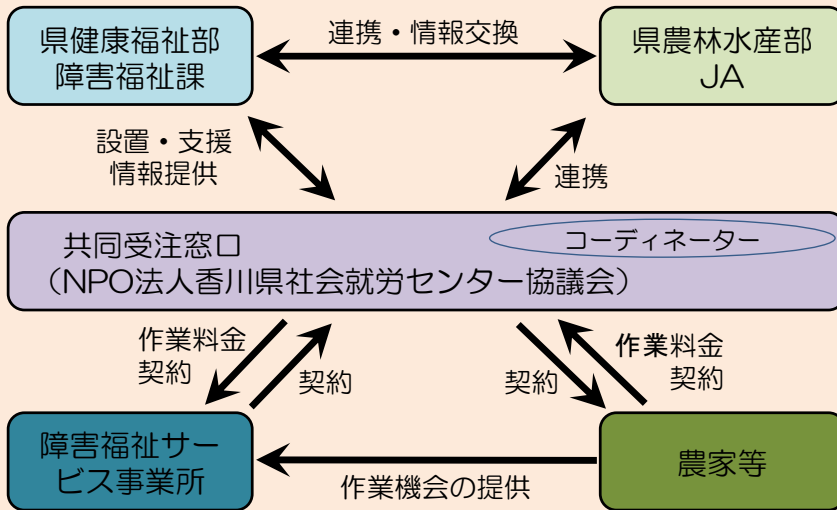 県健康福祉部
障害福祉課
連携・情報交換
県農林水産部
JA
設置・支援
情報提供
連携
共同受注窓口
(NPO法人香川県社会就労センター協議会)
コーディネーター
作業料金
契約
契約
契約
作業料金
契約
障害福祉サー
ビス事業所
作業機会の提供
農家等